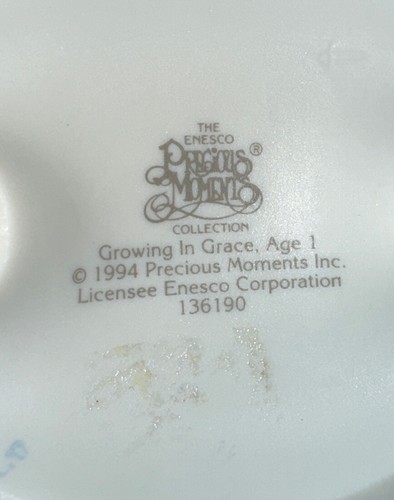 THE
ENESCO
PRECIOUS®
MOMENTS
COLLECTION
Growing In Grace, Age 1
© 1994 Precious Moments Inc.
Licensee Enesco Corporation
136190